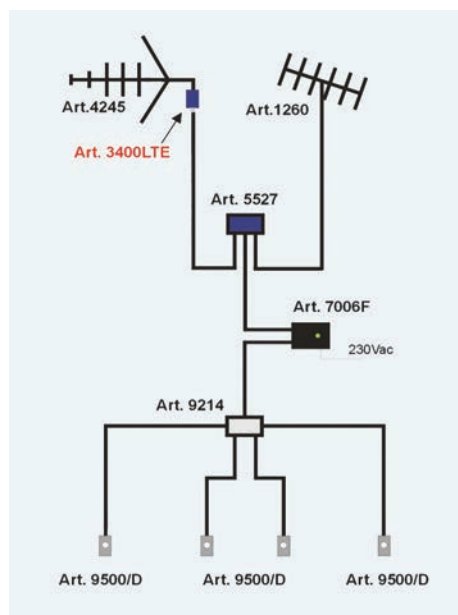 Art.4245
Art.1260
Art. 3400LTE
Art. 5527
Art. 7006F
230Vac
Art. 9214
Art. 9500/D
Art. 9500/D
Art. 9500/D